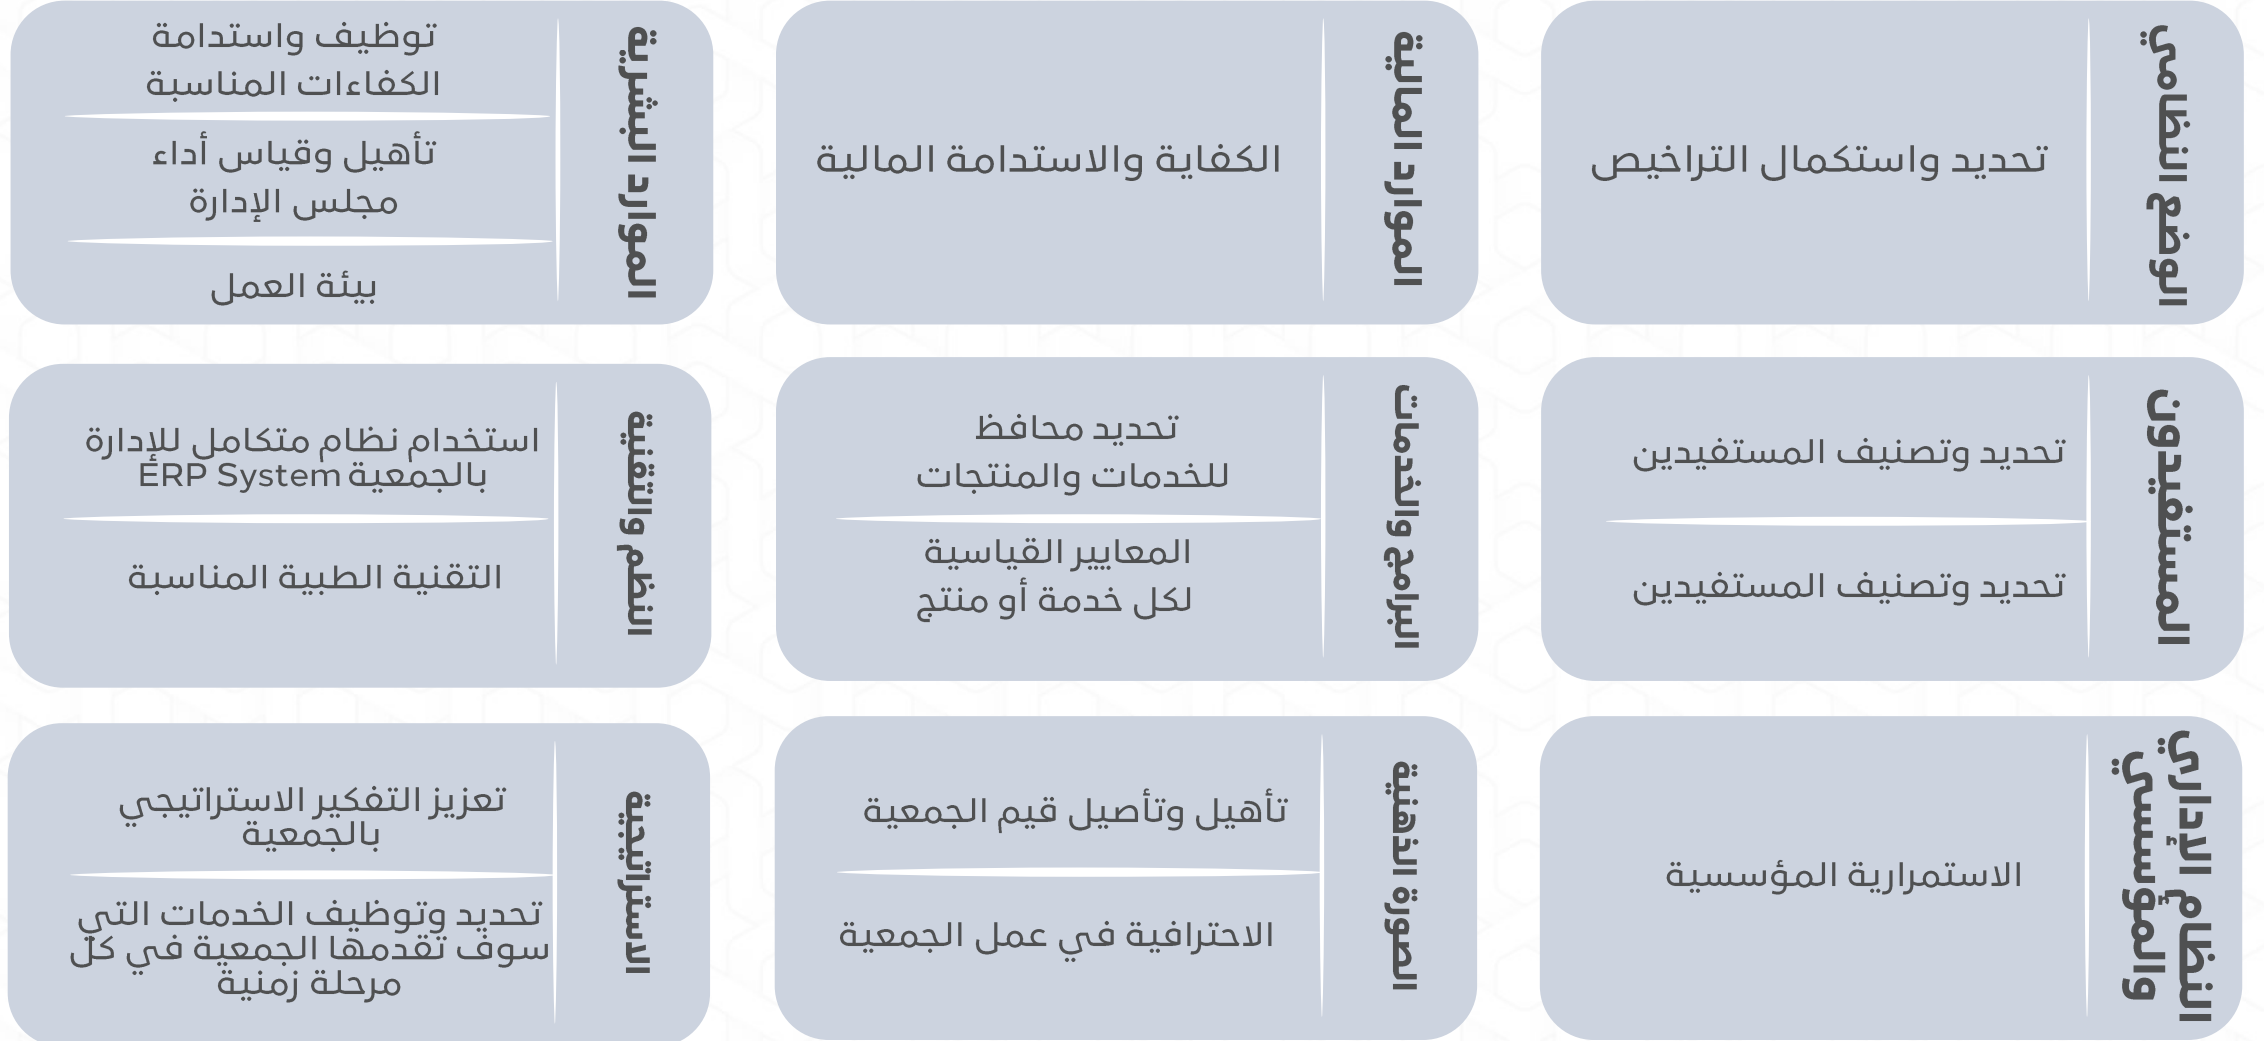 الوضع النظامي
تحديد واستكمال التراخيص
الموارد المالية
الكفاية والاستدامة المالية
الموارد البشرية
توظيف واستدامة
الكفاءات المناسبة
تأهيل وقياس أداء
مجلس الإدارة
بيئة العمل
المستفيدون
تحديد وتصنيف المستفيدين
تحديد وتصنيف المستفيدين
البرامج والخدمات
تحديد محافظ
للخدمات والمنتجات
المعايير القياسية
لكل خدمة أو منتج
النظم والتقنية
استخدام نظام متكامل للإدارة
بالجمعية ERP System
التقنية الطبية المناسبة
النظام الإداري
والمؤسسي
الاستمرارية المؤسسية
الصورة الذهنية
تأهيل وتأصيل قيم الجمعية
الاحترافية في عمل الجمعية
الاستراتيجية
تعزيز التفكير الاستراتيجي
بالجمعية
تحديد وتوظيف الخدمات التي
سوف تقدمها الجمعية في كل
مرحلة زمنية